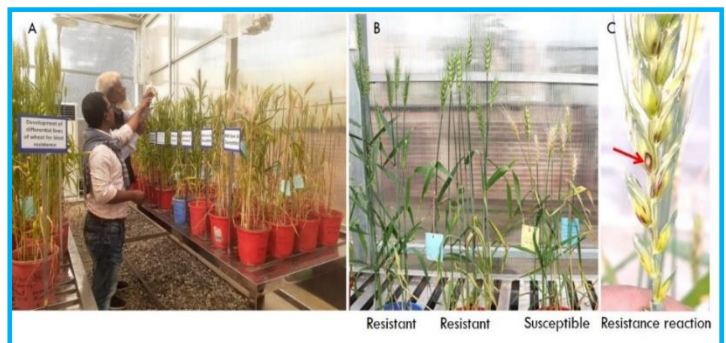 A
B
C
Development of
differential lines
of wheat for blast
resistance
Resistant
Resistant
Susceptible
Resistance reaction